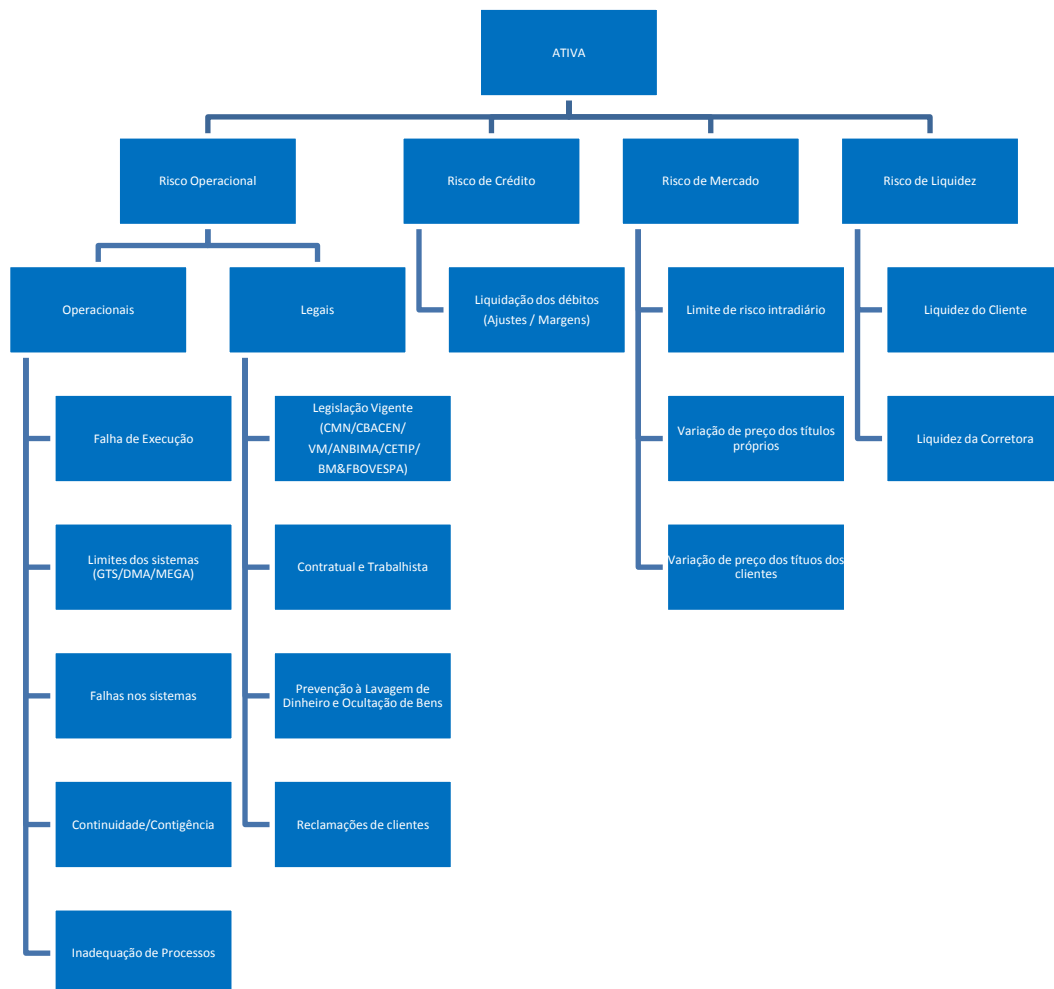 ATIVA
Risco Operacional
Risco de Crédito
Risco de Mercado
Risco de Liquidez
Operacionais
Legais
Liquidação dos débitos
(Ajustes / Margens)
Limite de risco intradiário
Liquidez do Cliente
Falha de Execução
Legislação Vigente
(CMN/CBACEN/
VM/ANBIMA/CETIP/
BM&FBOVESPA)
Variação de preço dos títulos
próprios
Liquidez da Corretora
Limites dos sistemas
(GTS/DMA/MEGA)
Contratual e Trabalhista
Variação de preço dos títuos dos
clientes
Falhas nos sistemas
Prevenção à Lavagem de
Dinheiro e Ocultação de Bens
Continuidade/Contigência
Reclamações de clientes
Inadequação de Processos